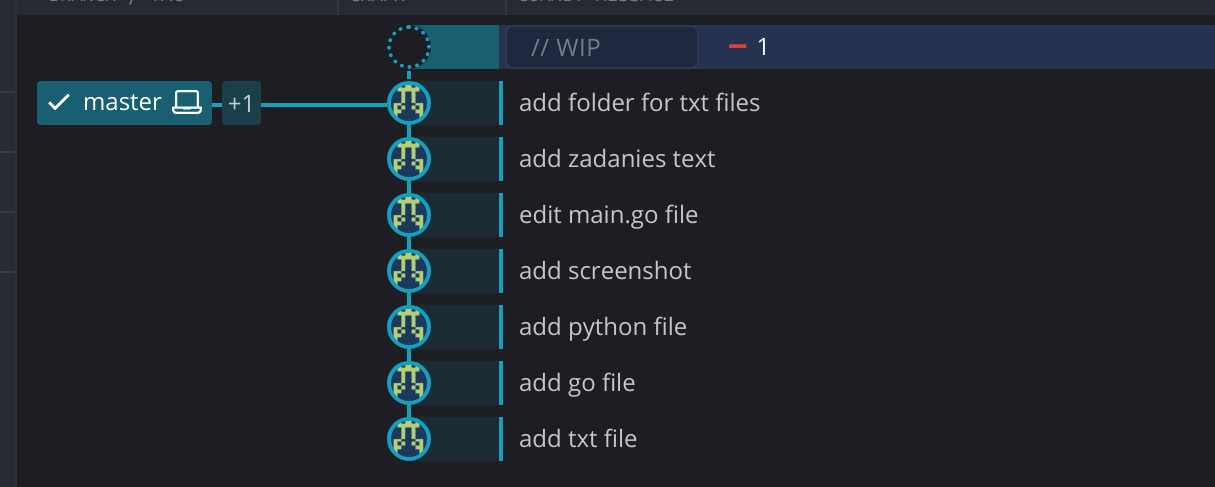 // WIP 1
master +1 add folder for txt files
add zadanies text
edit main.go file
add screenshot
add python file
add go file
add txt file